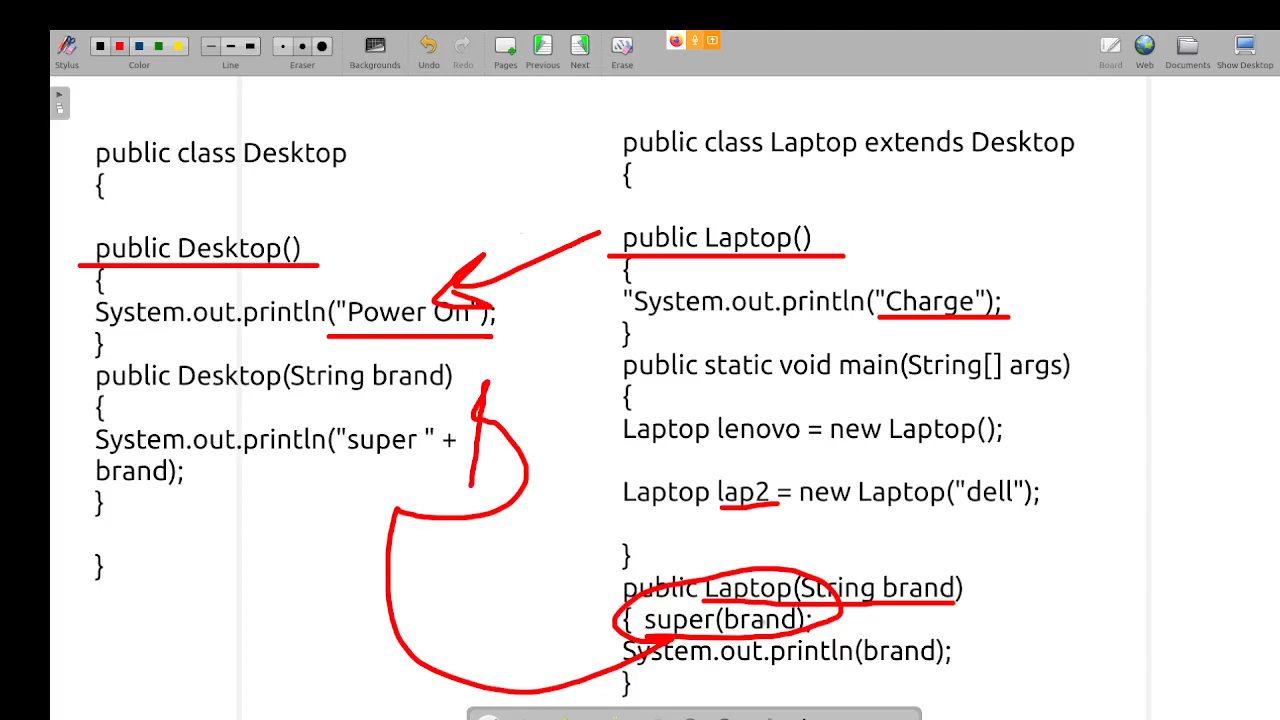 Stylus
Color
Line
Eraser
Backgrounds
Undo
Redo
Pages
Previous
Next
Erase
Board
Web
Documents
Show Desktop
public class Desktop
{
public Desktop()
{
System.out.println("Power On");
}
public Desktop(String brand)
{
System.out.println("super " +
brand);
}
}
public class Laptop extends Desktop
{
public Laptop()
{
"System.out.println("Charge");
}
public static void main(String[] args)
{
Laptop lenovo = new Laptop();
Laptop lap2 = new Laptop("dell");
}
public Laptop(String brand)
{ super(brand);
System.out.println(brand);
}